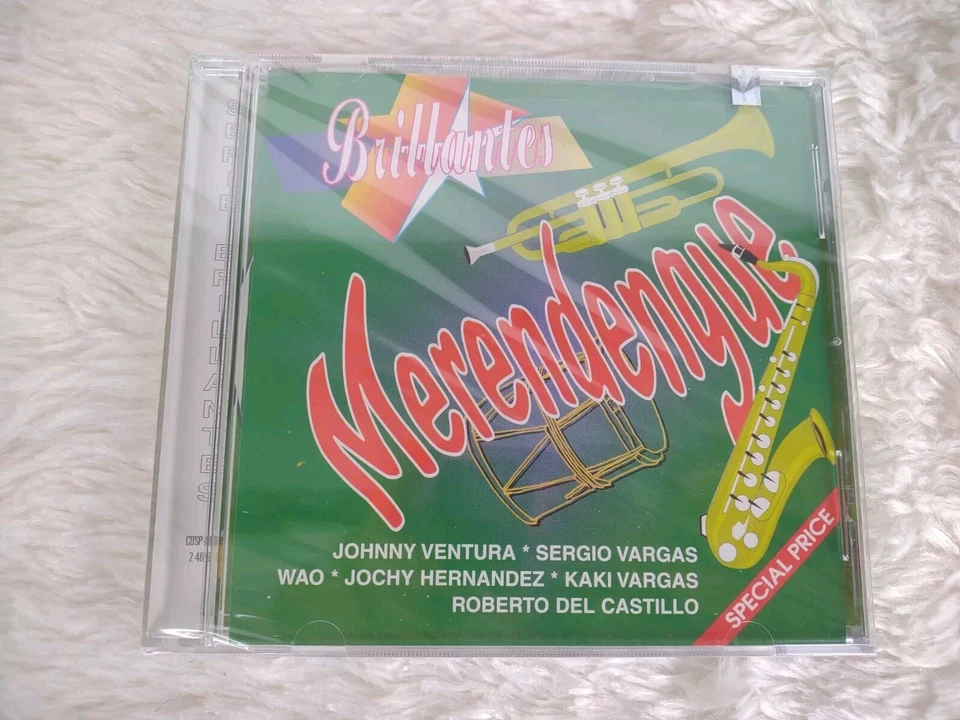 SERIE BRILLANTES
Brillantes
Merendengue
JOHNNY VENTURA * SERGIO VARGAS
WAO * JOCHY HERNANDEZ * KAKI VARGAS
ROBERTO DEL CASTILLO
SPECIAL PRICE